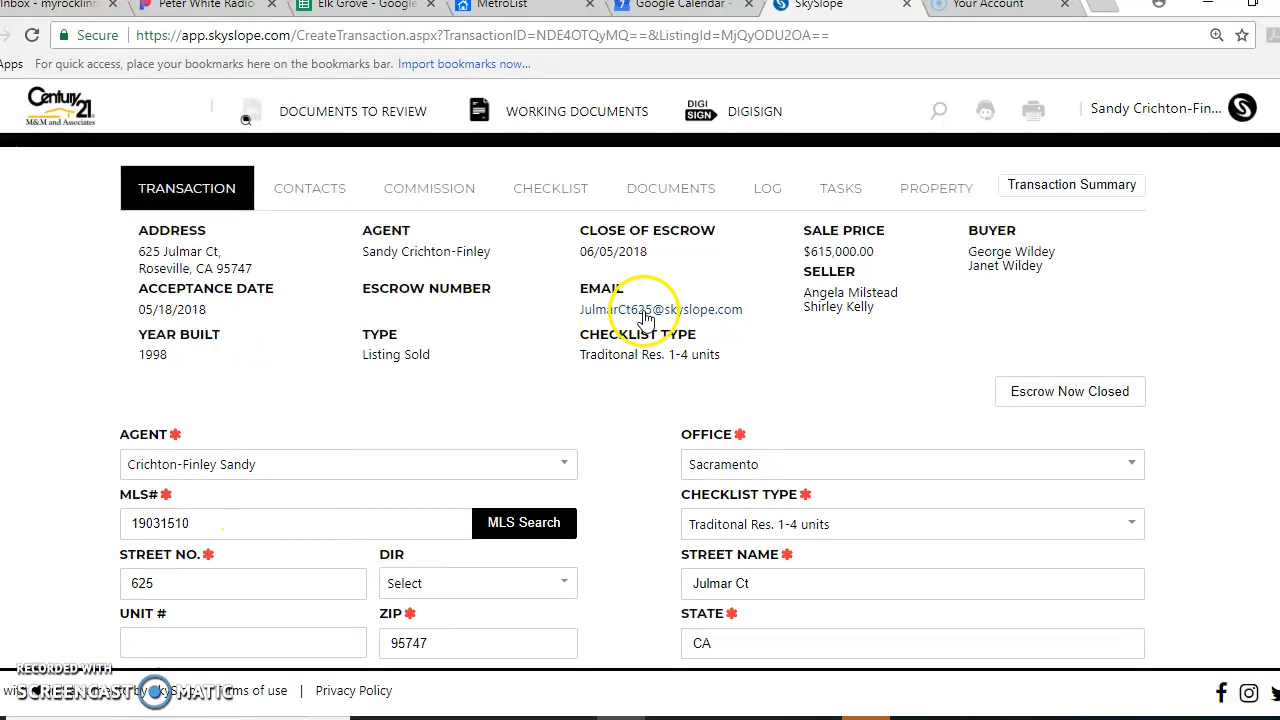 Inbox - myrocklinr
Peter White Radio
Elk Grove - Google
MetroList
Google Calendar -
SkySlope
Your Account
Secure
https://app.skyslope.com/CreateTransaction.aspx?TransactionID=NDE4OTQyMQ==&ListingId=MjQyODU2OA==
Apps For quick access, place your bookmarks here on the bookmarks bar. Import bookmarks now...
Century 21
M&M and Associates
DOCUMENTS TO REVIEW
WORKING DOCUMENTS
DIGI SIGN
DIGISIGN
Sandy Crichton-Fin...
TRANSACTION
CONTACTS
COMMISSION
CHECKLIST
DOCUMENTS
LOG
TASKS
PROPERTY
Transaction Summary
ADDRESS
625 Julmar Ct,
Roseville, CA 95747
AGENT
Sandy Crichton-Finley
CLOSE OF ESCROW
06/05/2018
SALE PRICE
$615,000.00
BUYER
George Wildey
Janet Wildey
SELLER
Angela Milstead
Shirley Kelly
ACCEPTANCE DATE
05/18/2018
ESCROW NUMBER
EMAIL
JulmarCt625@skyslope.com
YEAR BUILT
1998
TYPE
Listing Sold
CHECKLIST TYPE
Traditonal Res. 1-4 units
Escrow Now Closed
AGENT
Crichton-Finley Sandy
OFFICE
Sacramento
MLS#
19031510
MLS Search
CHECKLIST TYPE
Traditonal Res. 1-4 units
STREET NO.
625
DIR
Select
STREET NAME
Julmar Ct
UNIT #
ZIP
95747
STATE
CA
RECORDED WITH
SCREENCAST-O-MATIC
rms of use | Privacy Policy